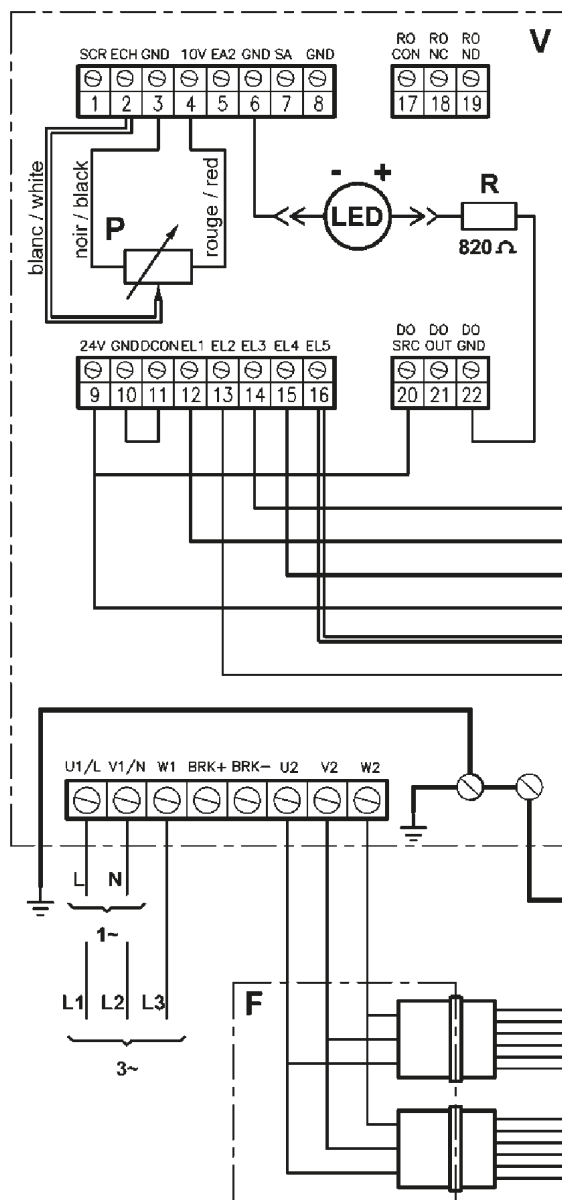 RO RO RO
CON NC ND
V
SCR ECH GND 10V EA2 GND SA GND
1 2 3 4 5 6 7 8
17 18 19
blanc / white
noir / black
rouge / red
P
- +
LED
R
820 Ω
24V GND DCON EL1 EL2 EL3 EL4 EL5
9 10 11 12 13 14 15 16
DO DO DO
SRC OUT GND
20 21 22
U1/L V1/N W1 BRK+ BRK- U2 V2 W2
L N
1~
L1 L2 L3
3~
F